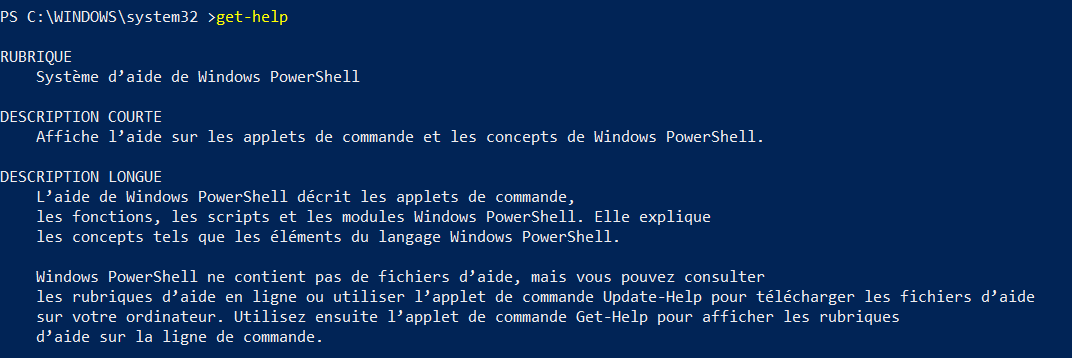 PS C:\WINDOWS\system32 >get-help
RUBRIQUE
Système d’aide de Windows PowerShell
DESCRIPTION COURTE
Affiche l’aide sur les applets de commande et les concepts de Windows PowerShell.
DESCRIPTION LONGUE
L’aide de Windows PowerShell décrit les applets de commande,
les fonctions, les scripts et les modules Windows PowerShell. Elle explique
les concepts tels que les éléments du langage Windows PowerShell.
Windows PowerShell ne contient pas de fichiers d’aide, mais vous pouvez consulter
les rubriques d’aide en ligne ou utiliser l’applet de commande Update-Help pour télécharger les fichiers d’aide
sur votre ordinateur. Utilisez ensuite l’applet de commande Get-Help pour afficher les rubriques
d’aide sur la ligne de commande.